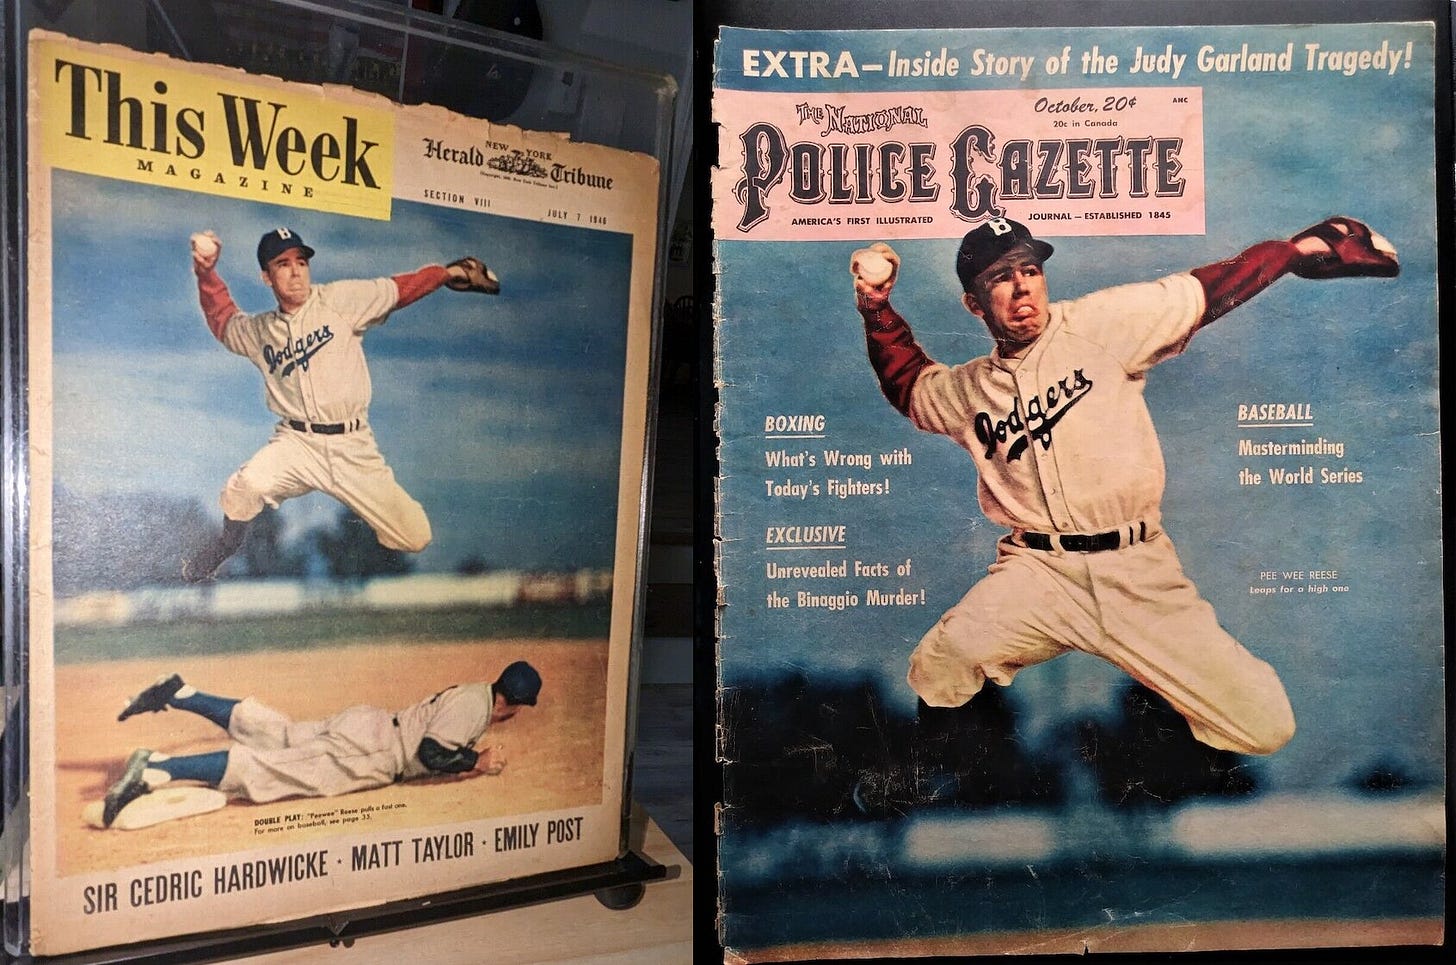 This Week
MAGAZINE
NEW YORK
Herald Tribune
SECTION VIII
JULY 7 1946
B
Dodgers
DOUBLE PLAY: "Peewee" Reese pulls a fast one.
For more on baseball, see page 33.
SIR CEDRIC HARDWICKE · MATT TAYLOR · EMILY POST
EXTRA—Inside Story of the Judy Garland Tragedy!
THE NATIONAL
October, 20¢
ANC
20c in Canada
POLICE GAZETTE
AMERICA'S FIRST ILLUSTRATED
JOURNAL — ESTABLISHED 1845
B
Dodgers
BOXING
What's Wrong with
Today's Fighters!
EXCLUSIVE
Unrevealed Facts of
the Binaggio Murder!
BASEBALL
Masterminding
the World Series
PEE WEE REESE
Leaps for a high one